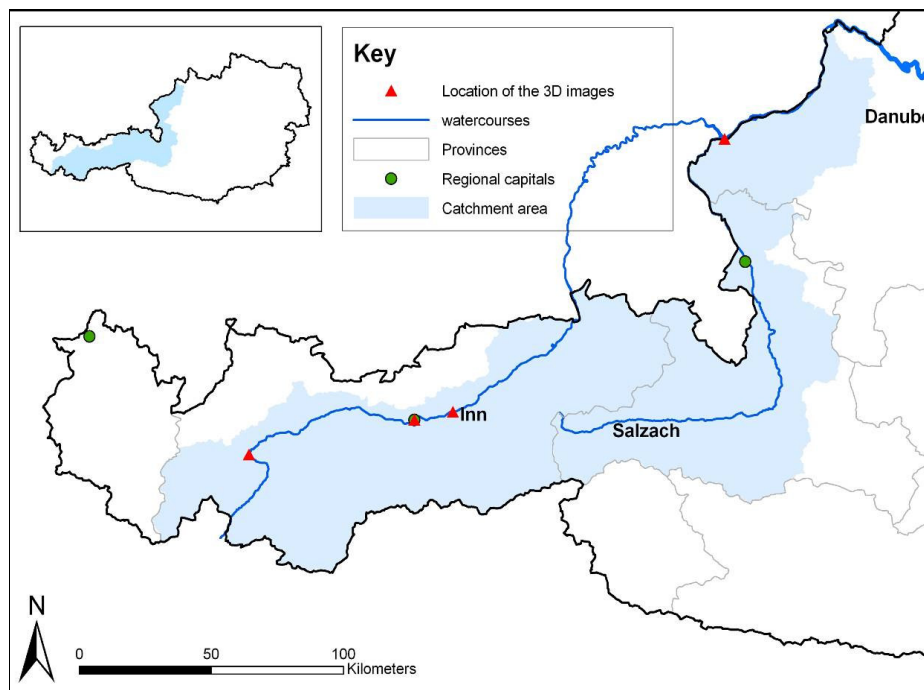 Key
Location of the 3D images
watercourses
Provinces
Regional capitals
Catchment area
Danube
Inn
Salzach
N
0 50 100
Kilometers